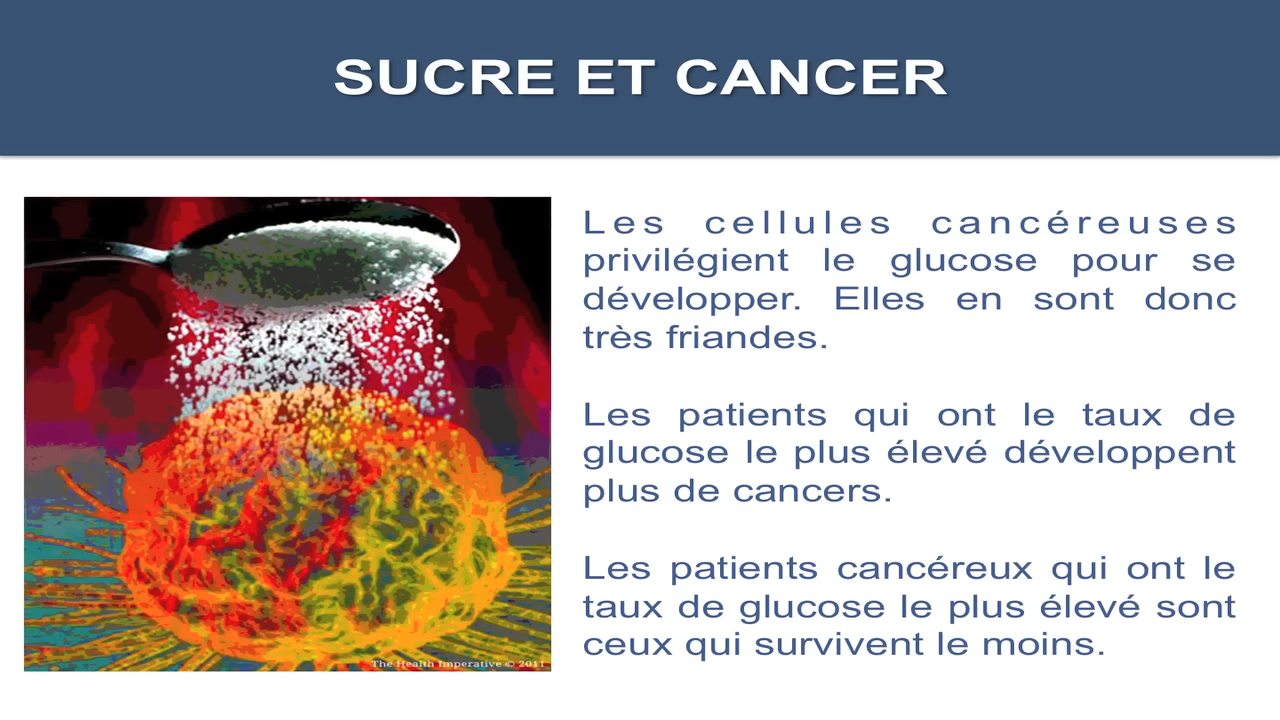 SUCRE ET CANCER
Les cellules cancéreuses
privilégient le glucose pour se
développer. Elles en sont donc
très friandes.
Les patients qui ont le taux de
glucose le plus élevé développent
plus de cancers.
Les patients cancéreux qui ont le
taux de glucose le plus élevé sont
ceux qui survivent le moins.
The Health Imperative © 2011